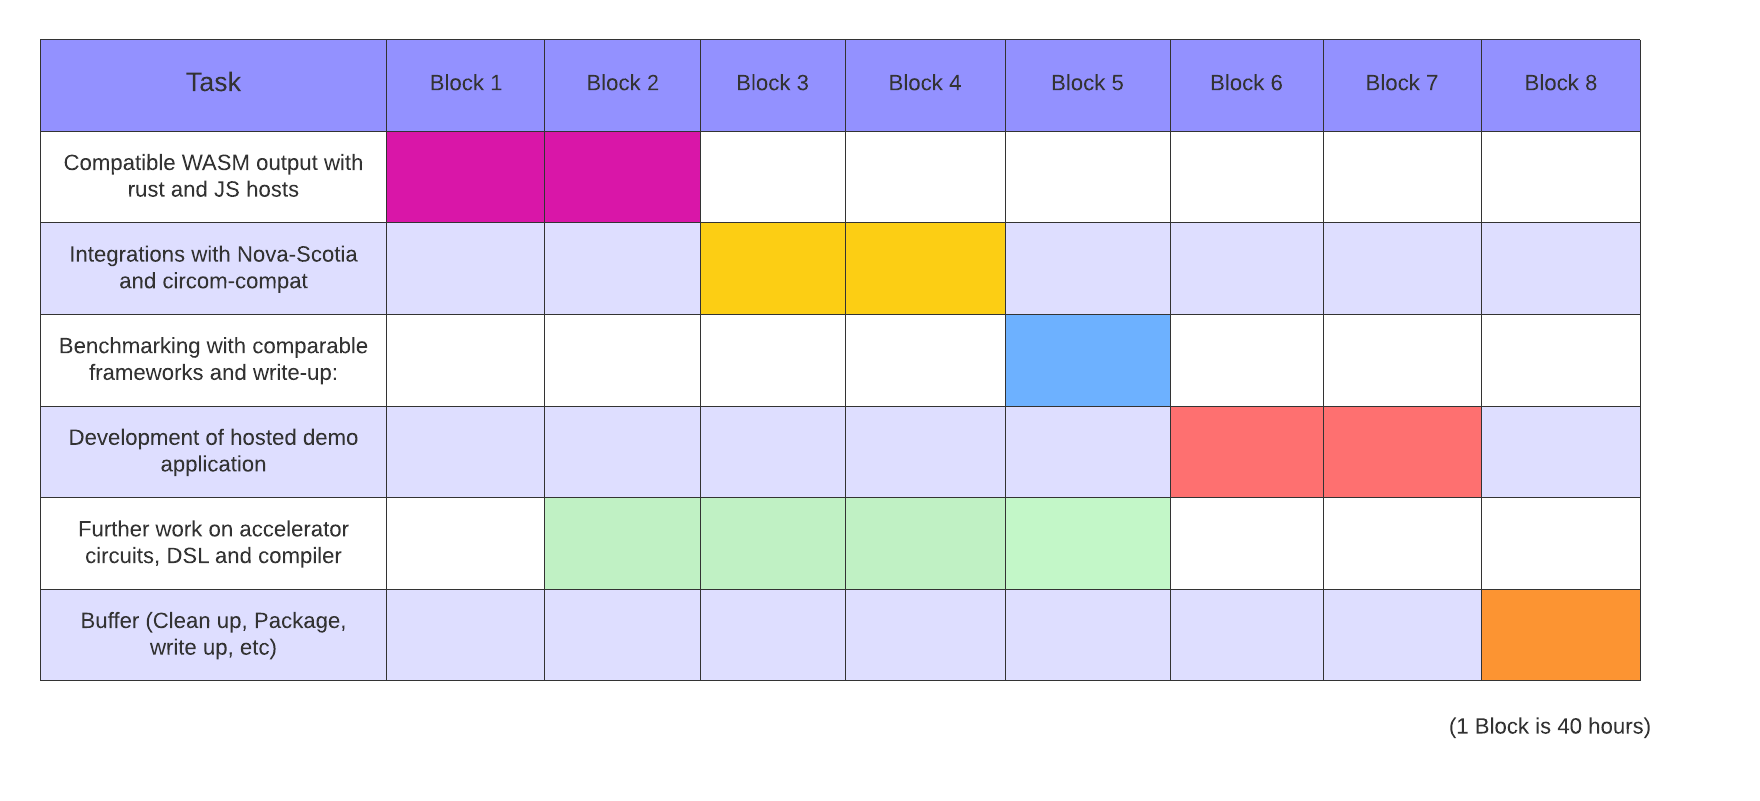 Task
Block 1
Block 2
Block 3
Block 4
Block 5
Block 6
Block 7
Block 8
Compatible WASM output with
rust and JS hosts
Integrations with Nova-Scotia
and circom-compat
Benchmarking with comparable
frameworks and write-up:
Development of hosted demo
application
Further work on accelerator
circuits, DSL and compiler
Buffer (Clean up, Package,
write up, etc)
(1 Block is 40 hours)